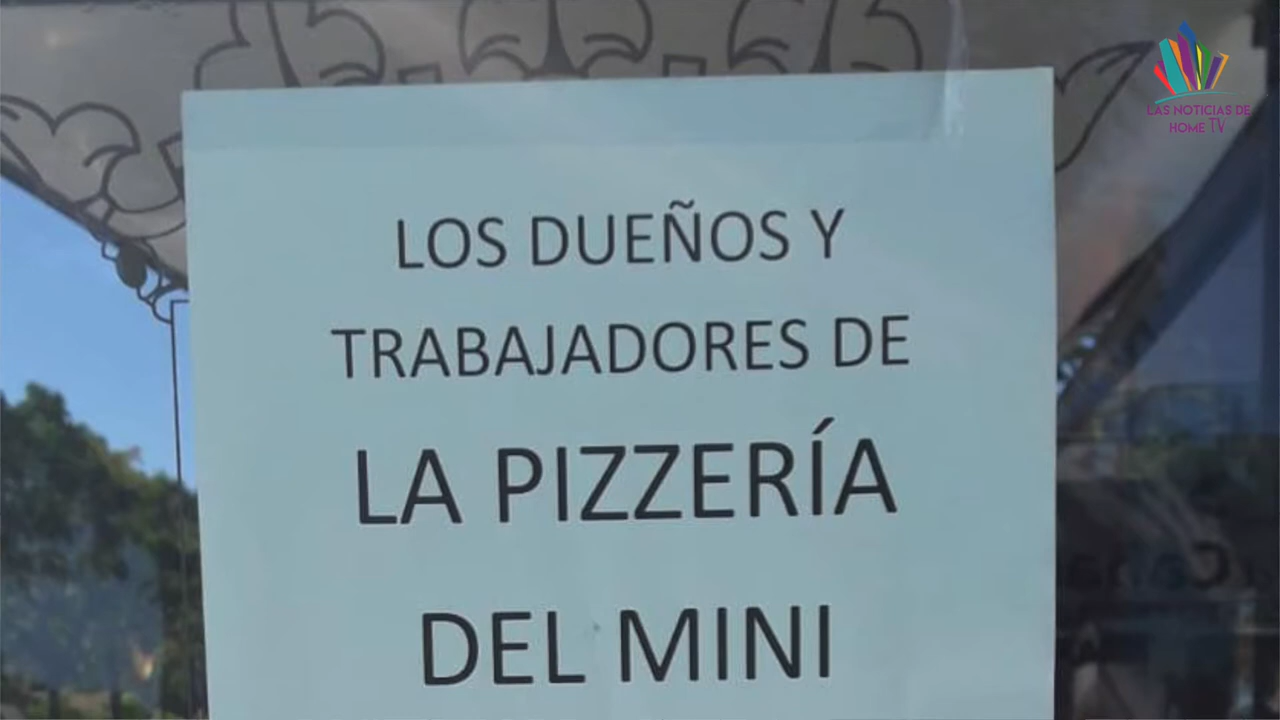 LAS NOTICIAS DE
HOME TV
LOS DUEÑOS Y
TRABAJADORES DE
LA PIZZERÍA
DEL MINI